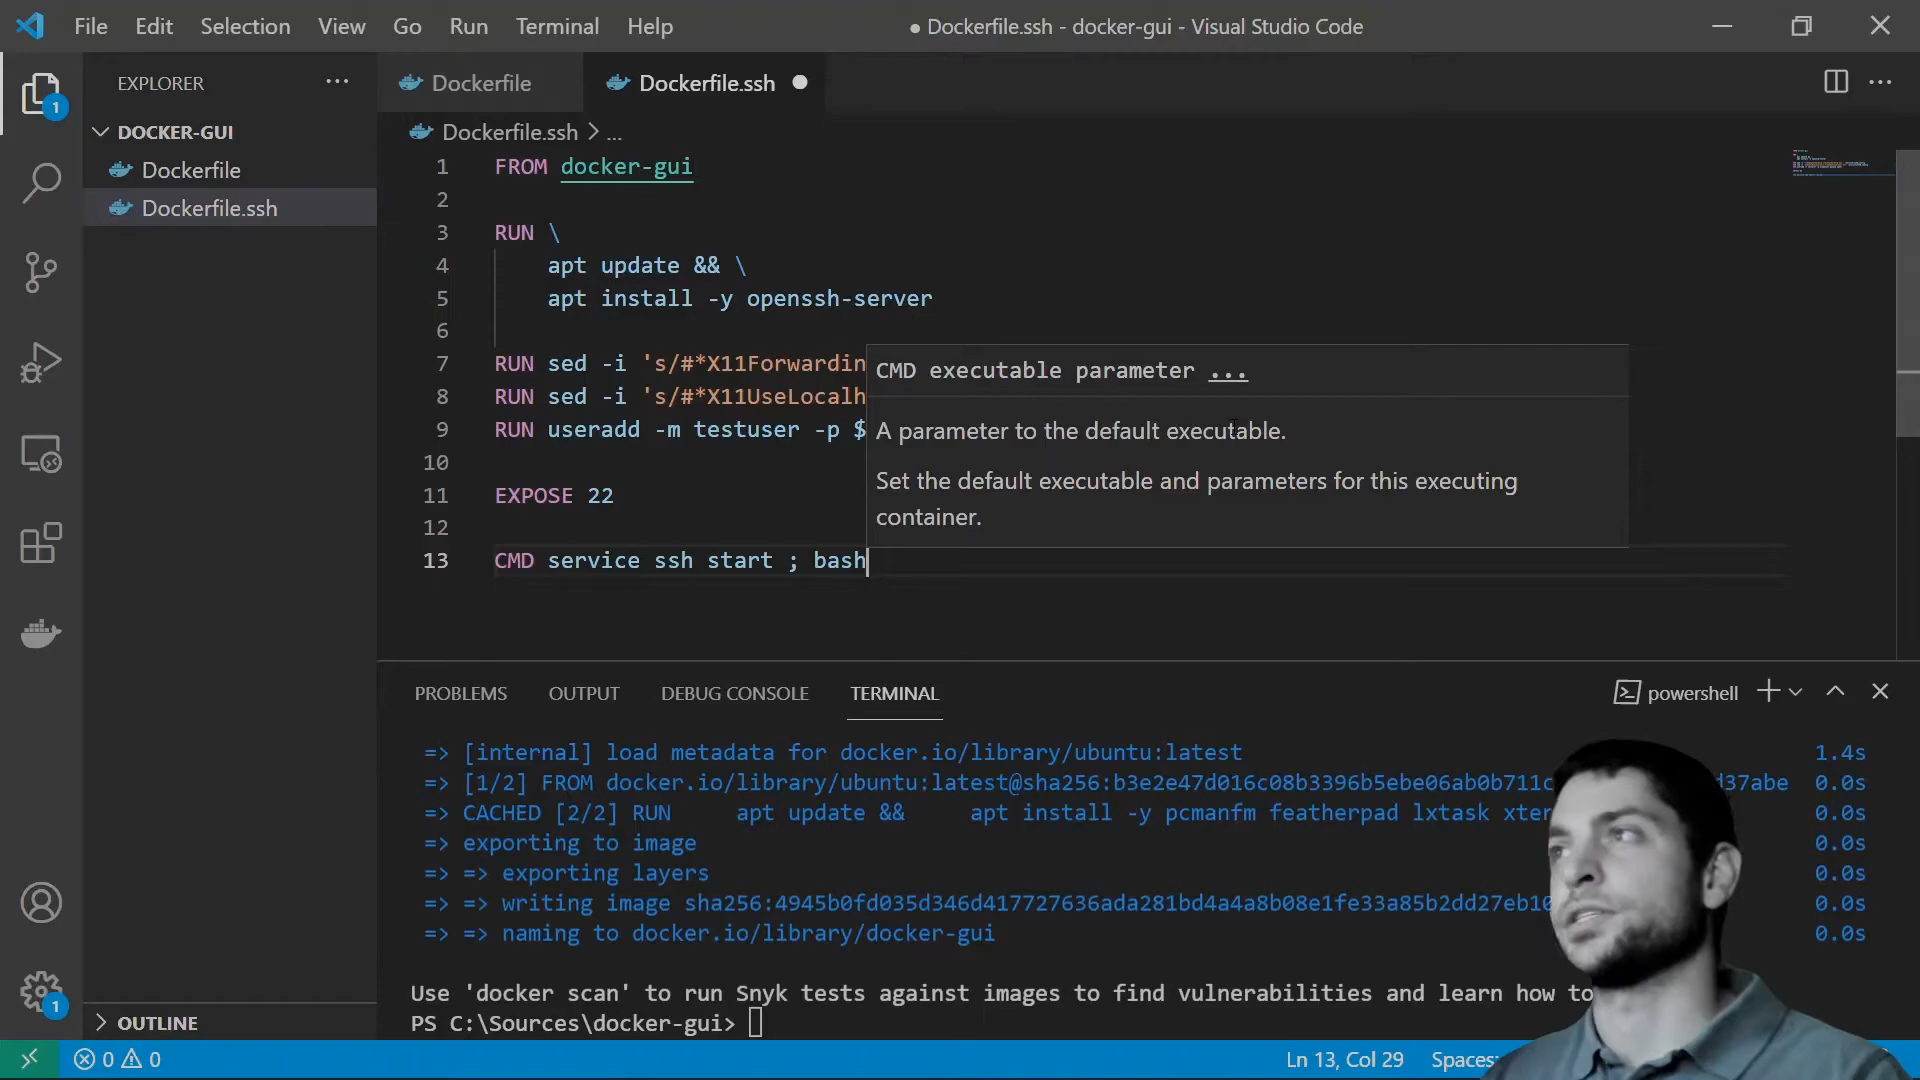 File Edit Selection View Go Run Terminal Help
● Dockerfile.ssh - docker-gui - Visual Studio Code
EXPLORER ...
1
DOCKER-GUI
Dockerfile
Dockerfile.ssh
Dockerfile
Dockerfile.ssh ●
...
Dockerfile.ssh > ...
1 FROM docker-gui
2
3 RUN \
4 apt update && \
5 apt install -y openssh-server
6
7 RUN sed -i 's/#*X11Forwardin
8 RUN sed -i 's/#*X11UseLocalh
9 RUN useradd -m testuser -p $
10
11 EXPOSE 22
12
13 CMD service ssh start ; bash
CMD executable parameter ...
A parameter to the default executable.
Set the default executable and parameters for this executing
container.
PROBLEMS OUTPUT DEBUG CONSOLE TERMINAL
powershell
=> [internal] load metadata for docker.io/library/ubuntu:latest 1.4s
=> [1/2] FROM docker.io/library/ubuntu:latest@sha256:b3e2e47d016c08b3396b5ebe06ab0b711c d37abe 0.0s
=> CACHED [2/2] RUN apt update && apt install -y pcmanfm featherpad lxtask xter 0.0s
=> exporting to image 0.0s
=> => exporting layers 0.0s
=> => writing image sha256:4945b0fd035d346d417727636ada281bd4a4a8b08e1fe33a85b2dd27eb10 0.0s
=> => naming to docker.io/library/docker-gui 0.0s
Use 'docker scan' to run Snyk tests against images to find vulnerabilities and learn how to
PS C:\Sources\docker-gui>
1
OUTLINE
0 0
Ln 13, Col 29 Spaces: